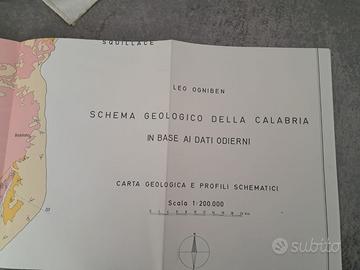 SQUILLACE
LEO OGNIBEN
SCHEMA GEOLOGICO DELLA CALABRIA
IN BASE AI DATI ODIERNI
CARTA GEOLOGICA E PROFILI SCHEMATICI
Scala 1:200.000
subito